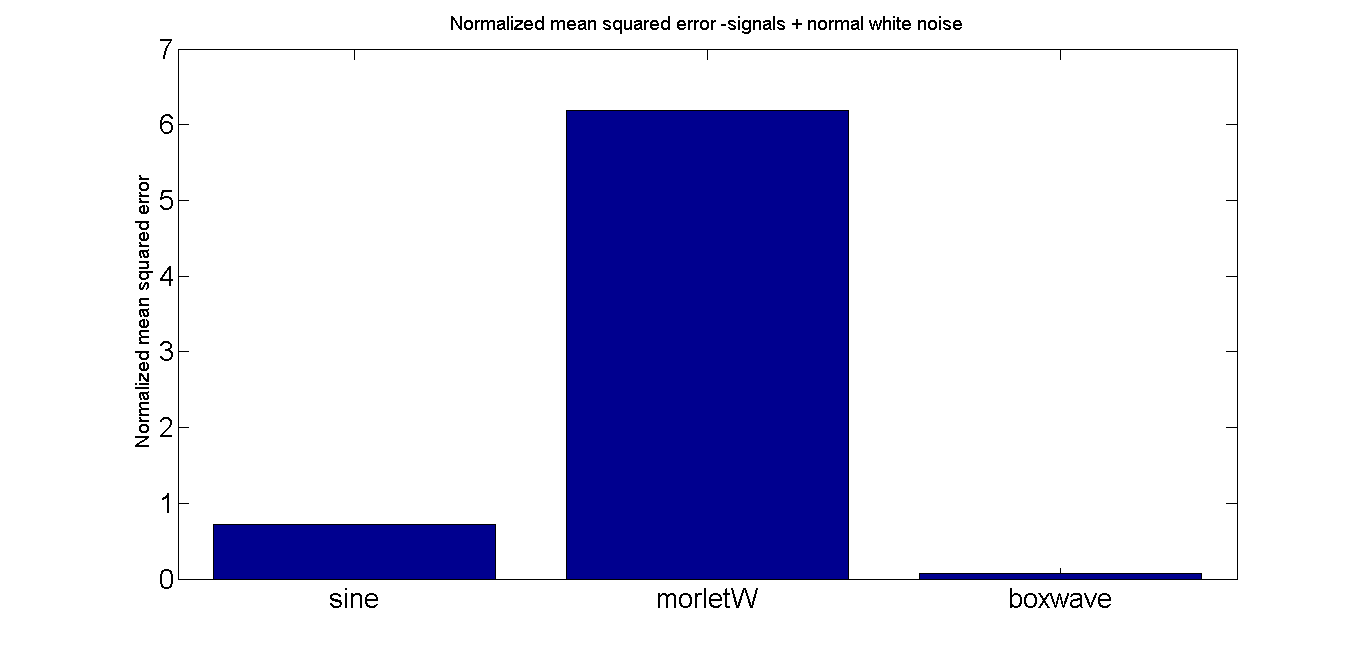 Normalized mean squared error -signals + normal white noise
Normalized mean squared error
7
6
5
4
3
2
1
0
sine
morletW
boxwave